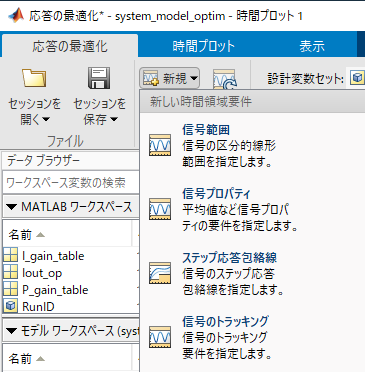 応答の最適化* - system_model_optim - 時間プロット 1
応答の最適化 時間プロット 表示
セッションを
開く
セッションを
保存
新規
設計変数セット:
ファイル
新しい時間領域要件
信号範囲
信号の区分的線形
範囲を指定します。
信号プロパティ
平均値など信号プロパ
ティの要件を指定します。
ステップ応答包絡線
信号のステップ応答
包絡線を指定します。
信号のトラッキング
信号のトラッキング
要件を指定します。
データ ブラウザー
ワークスペース変数の検索
MATLAB ワークスペース
名前
I_gain_table
Iout_op
P_gain_table
RunID
モデル ワークスペース (sys
名前